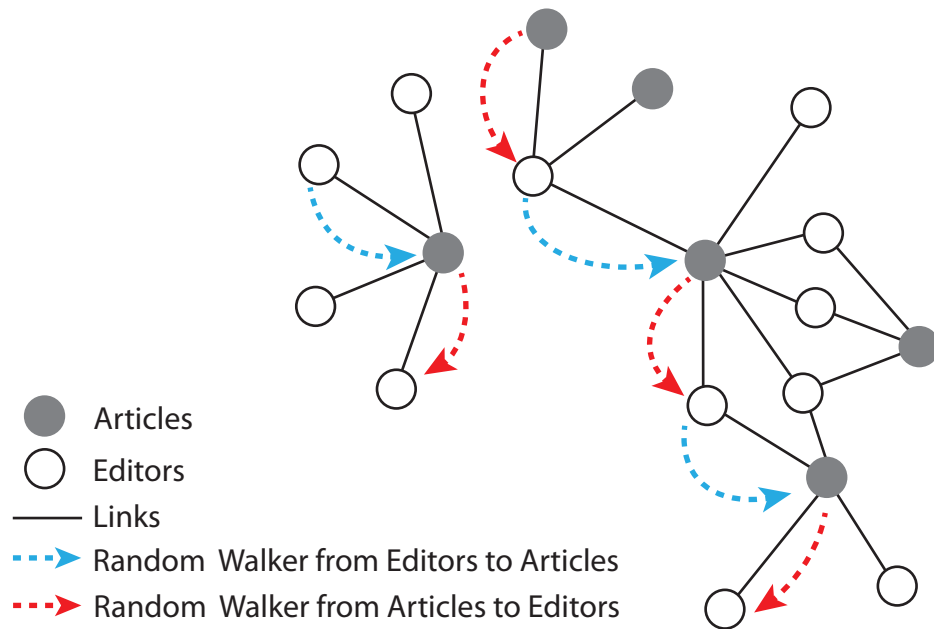 Articles
Editors
Links
Random Walker from Editors to Articles
Random Walker from Articles to Editors